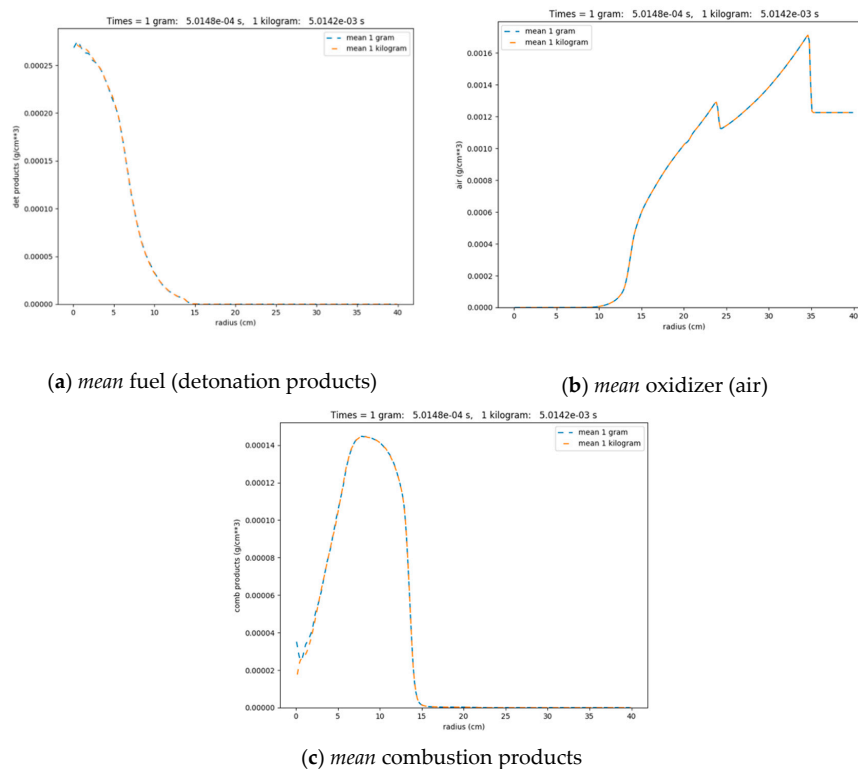 Times = 1 gram: 5.0148e-04 s, 1 kilogram: 5.0142e-03 s
mean 1 gram
mean 1 kilogram
0.00025
0.00020
0.00015
0.00010
0.00005
0.00000
det products (g/cm**3)
0 5 10 15 20 25 30 35 40
radius (cm)
(a) mean fuel (detonation products)
Times = 1 gram: 5.0148e-04 s, 1 kilogram: 5.0142e-03 s
mean 1 gram
mean 1 kilogram
0.0016
0.0014
0.0012
0.0010
0.0008
0.0006
0.0004
0.0002
0.0000
air (g/cm**3)
0 5 10 15 20 25 30 35 40
radius (cm)
(b) mean oxidizer (air)
Times = 1 gram: 5.0148e-04 s, 1 kilogram: 5.0142e-03 s
mean 1 gram
mean 1 kilogram
0.00014
0.00012
0.00010
0.00008
0.00006
0.00004
0.00002
0.00000
comb products (g/cm**3)
0 5 10 15 20 25 30 35 40
radius (cm)
(c) mean combustion products